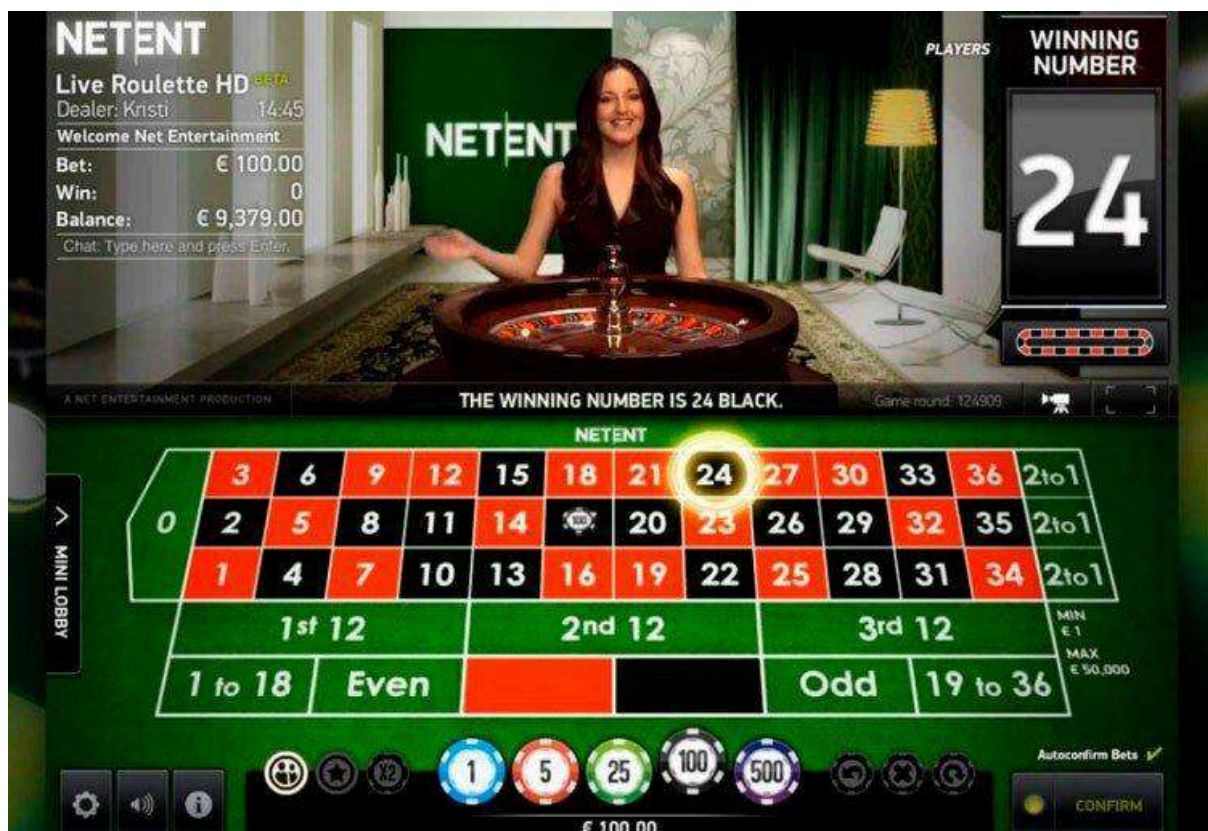 NETENT
Live Roulette HD BETA
Dealer: Kristi 14:45
Welcome Net Entertainment
Bet: € 100.00
Win: 0
Balance: € 9,379.00
Chat: Type here and press Enter.
NETENT
PLAYERS
WINNING
NUMBER
24
A NET ENTERTAINMENT PRODUCTION
THE WINNING NUMBER IS 24 BLACK.
Game round: 124909
NETENT
3 6 9 12 15 18 21 24 27 30 33 36 2to1
0 2 5 8 11 14 100 20 23 26 29 32 35 2to1
1 4 7 10 13 16 19 22 25 28 31 34 2to1
MINI LOBBY
1st 12 2nd 12 3rd 12
MIN
€ 1
MAX
€ 50,000
1 to 18 Even Odd 19 to 36
X2 1 5 25 100 500
Autoconfirm Bets
CONFIRM
€ 100.00